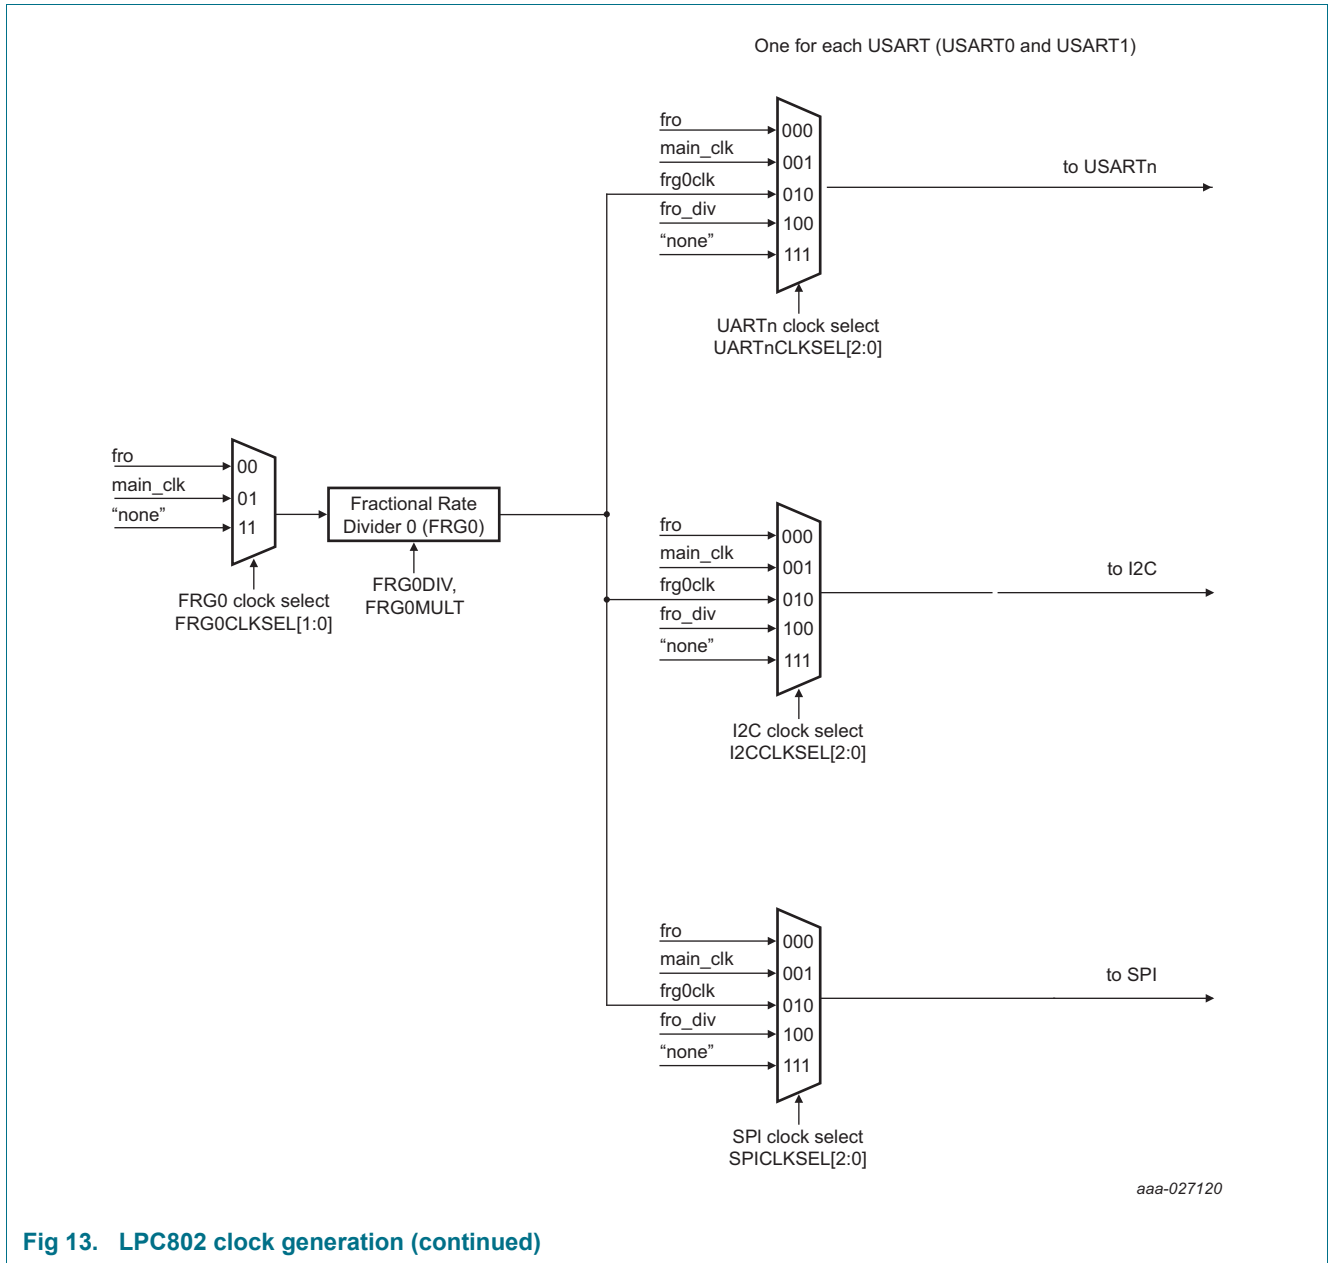 One for each USART (USART0 and USART1)
fro
000
main_clk
001
to USARTn
frg0clk
010
fro_div
100
“none”
111
UARTn clock select
UARTnCLKSEL[2:0]
fro
00
main_clk
01
“none”
11
Fractional Rate
Divider 0 (FRG0)
FRG0 clock select
FRG0CLKSEL[1:0]
FRG0DIV,
FRG0MULT
fro
000
main_clk
001
to I2C
frg0clk
010
fro_div
100
“none”
111
I2C clock select
I2CCLKSEL[2:0]
fro
000
main_clk
001
to SPI
frg0clk
010
fro_div
100
“none”
111
SPI clock select
SPICLKSEL[2:0]
aaa-027120
Fig 13. LPC802 clock generation (continued)